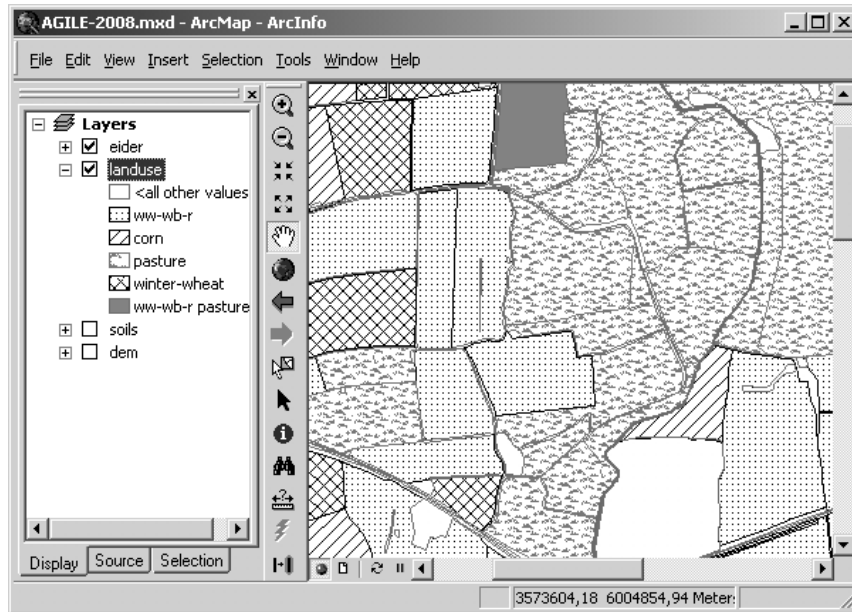 AGILE-2008.mxd - ArcMap - ArcInfo
File Edit View Insert Selection Tools Window Help
Layers
eider
landuse
<all other values
ww-wb-r
corn
pasture
winter-wheat
ww-wb-r pasture
soils
dem
Display Source Selection
3573604,18 6004854,94 Meter